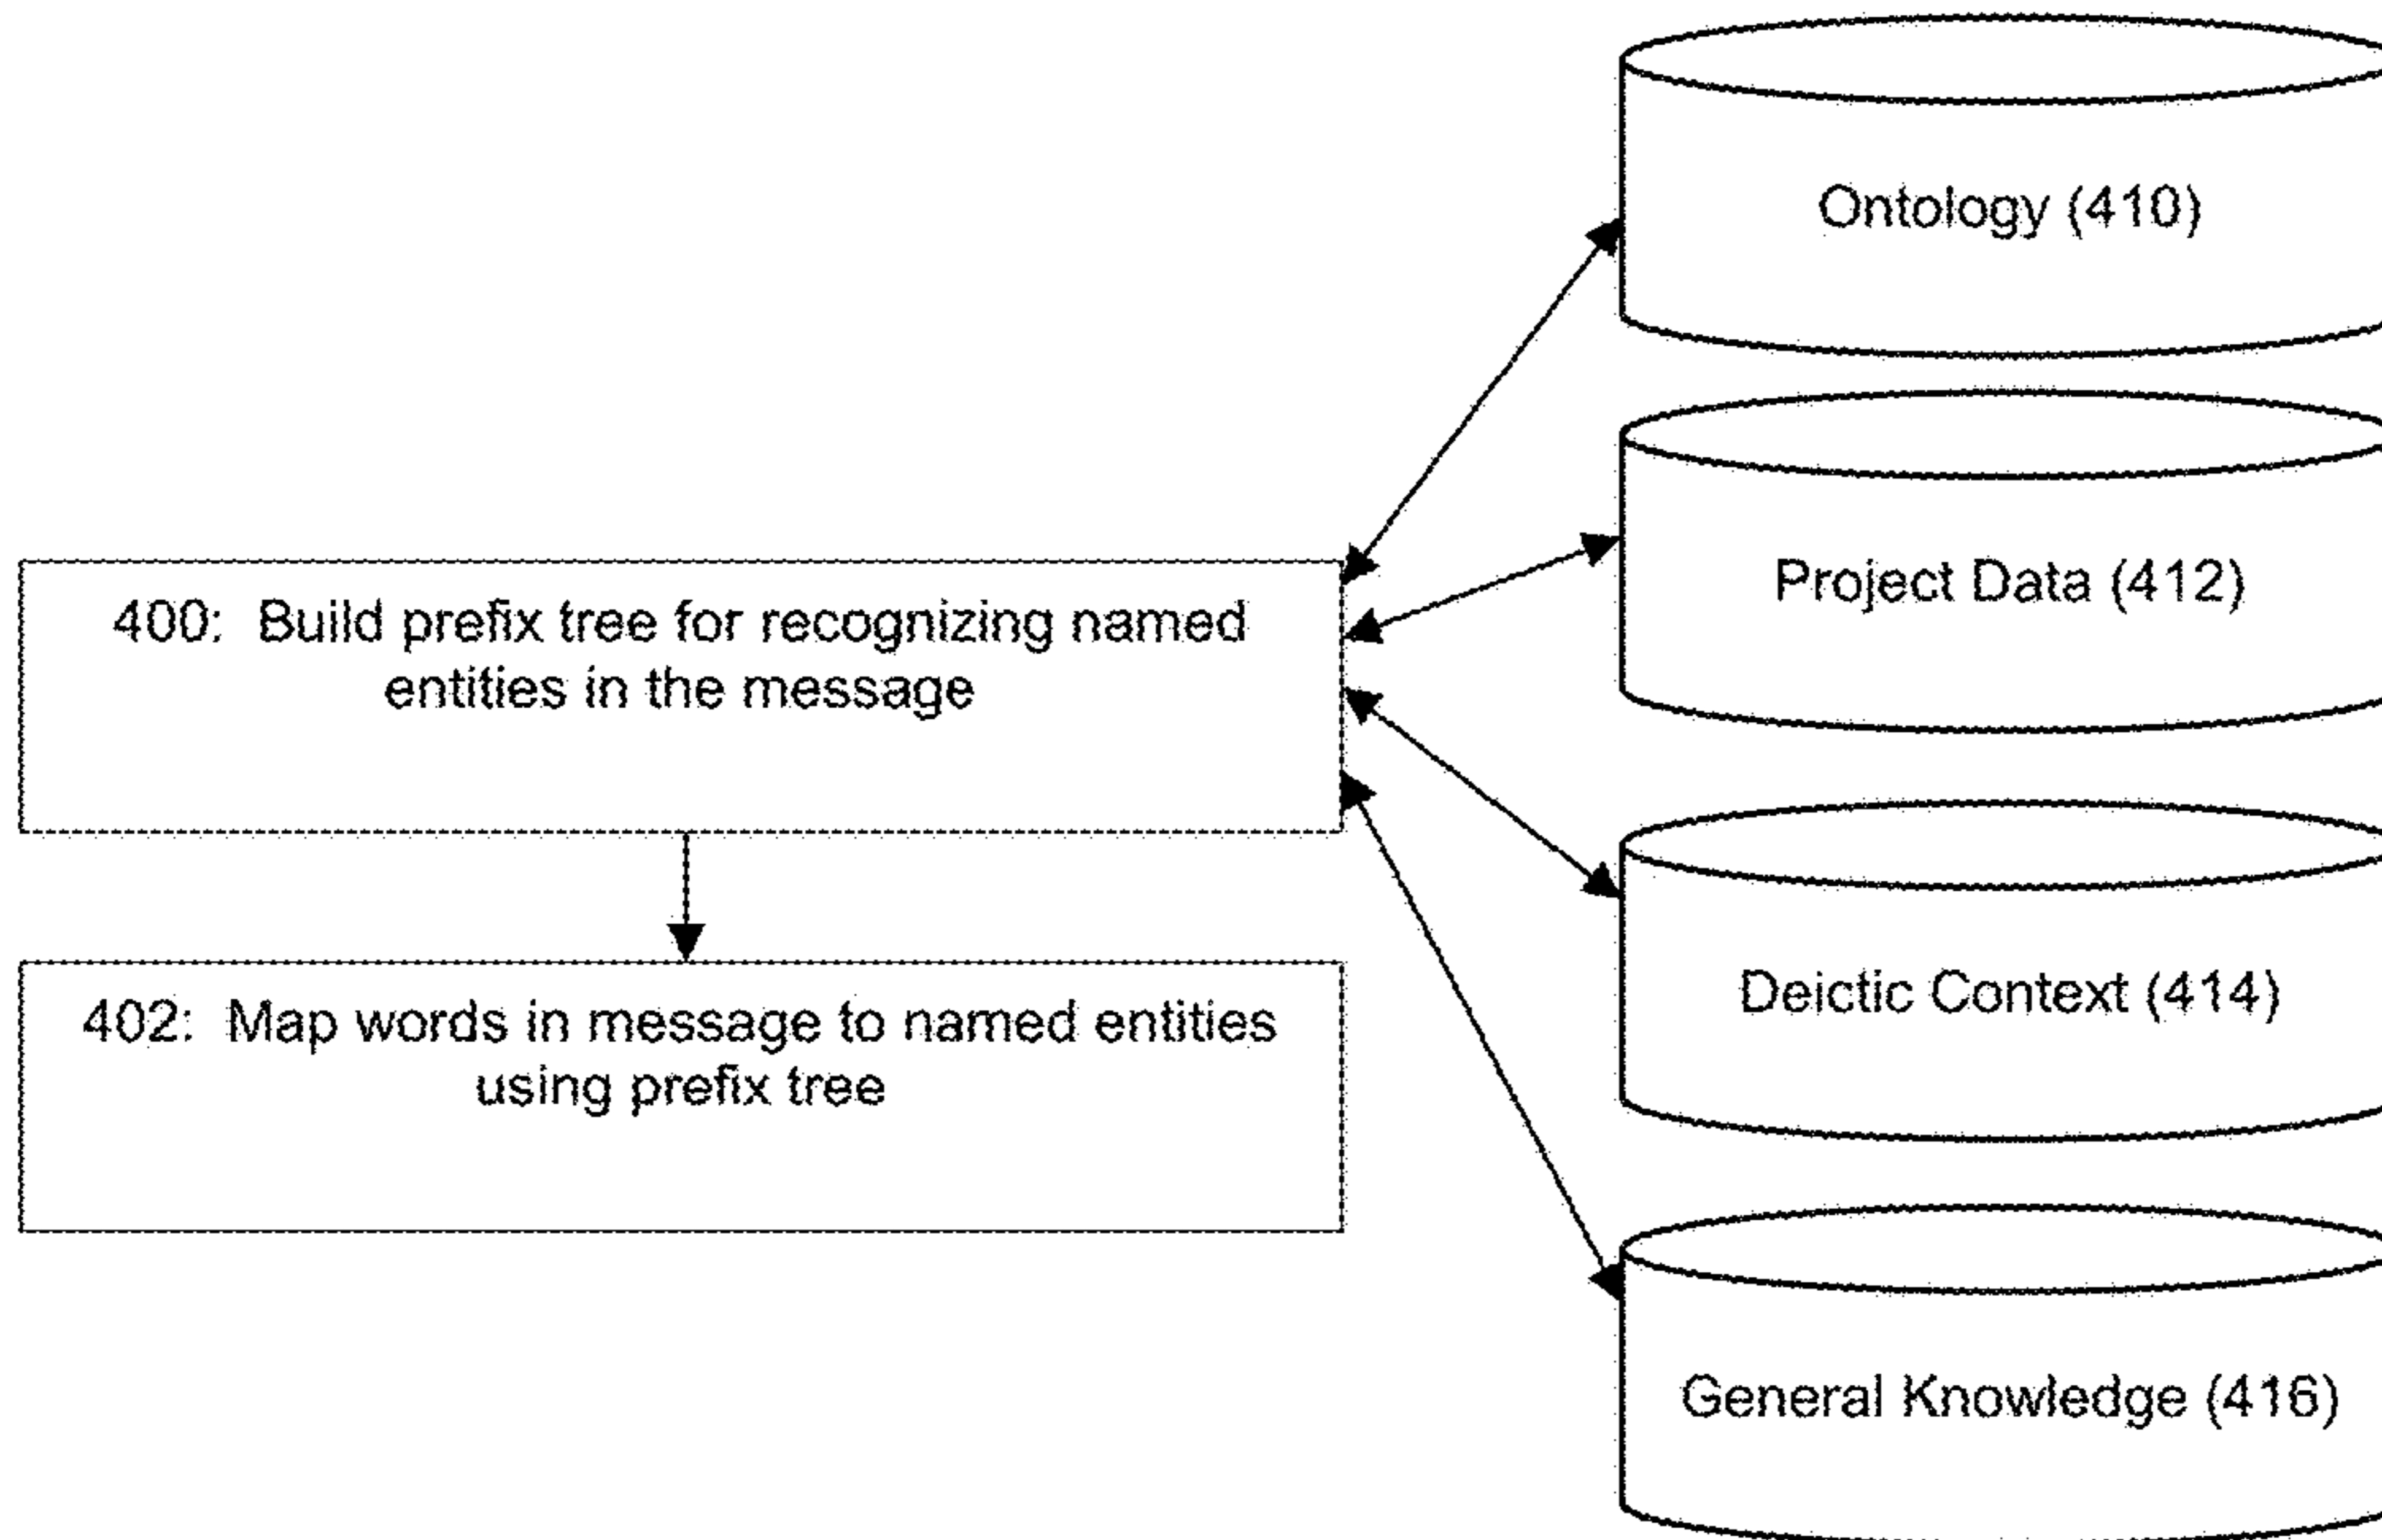 Ontology (410)
Project Data (412)
400: Build prefix tree for recognizing named
entities in the message
Deictic Context (414)
402: Map words in message to named entities
using prefix tree
General Knowledge (416)